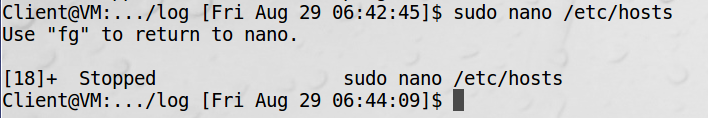 Client@VM:.../log [Fri Aug 29 06:42:45]$ sudo nano /etc/hosts
Use "fg" to return to nano.
[18]+  Stopped                 sudo nano /etc/hosts
Client@VM:.../log [Fri Aug 29 06:44:09]$